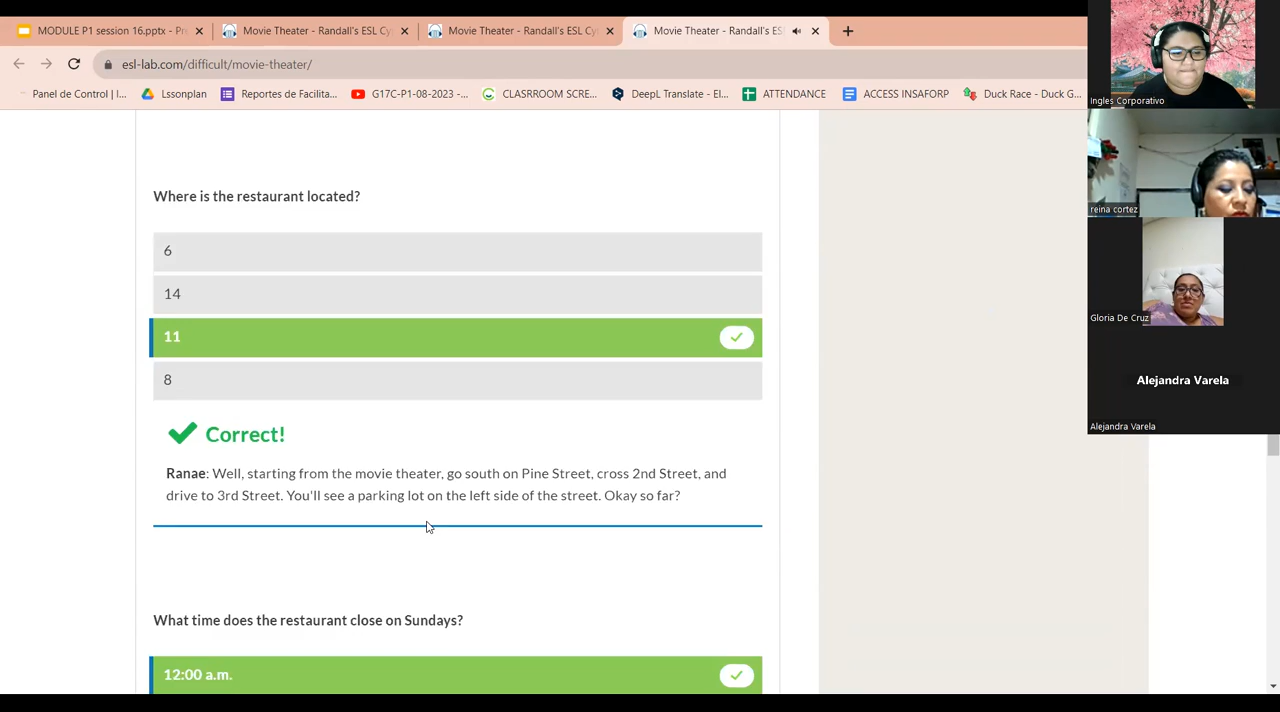 MODULE P1 session 16.pptx - Pre
Movie Theater - Randall's ESL Cy
Movie Theater - Randall's ESL Cy
Movie Theater - Randall's ES
esl-lab.com/difficult/movie-theater/
Panel de Control | I...
Lssonplan
Reportes de Facilita...
G17C-P1-08-2023 -...
CLASRROOM SCRE...
DeepL Translate - El...
ATTENDANCE
ACCESS INSAFORP
Duck Race - Duck G...
Ingles Corporativo
reina cortez
Gloria De Cruz
Alejandra Varela
Alejandra Varela
Where is the restaurant located?
6
14
11
8
Correct!
Ranae: Well, starting from the movie theater, go south on Pine Street, cross 2nd Street, and
drive to 3rd Street. You'll see a parking lot on the left side of the street. Okay so far?
What time does the restaurant close on Sundays?
12:00 a.m.